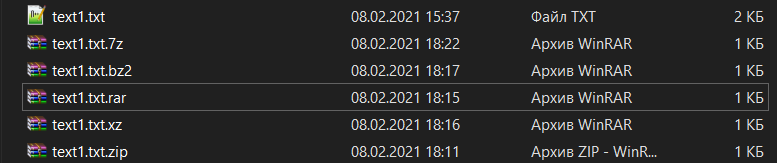 text1.txt 08.02.2021 15:37 Файл TXT 2 КБ
text1.txt.7z 08.02.2021 18:22 Архив WinRAR 1 КБ
text1.txt.bz2 08.02.2021 18:17 Архив WinRAR 1 КБ
text1.txt.rar 08.02.2021 18:15 Архив WinRAR 1 КБ
text1.txt.xz 08.02.2021 18:16 Архив WinRAR 1 КБ
text1.txt.zip 08.02.2021 18:11 Архив ZIP - WinR... 1 КБ